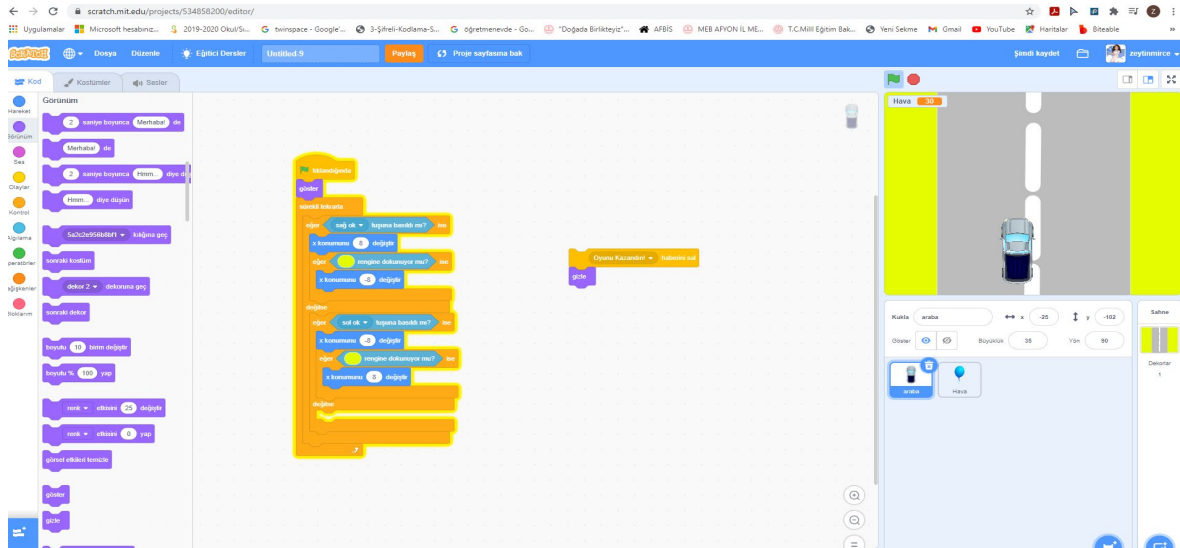 scratch.mit.edu/projects/534858200/editor/
Uygulamalar Microsoft hesabınız... 2019-2020 Okul/Sı... twinspace - Google'... 3-Şifreli-Kodlama-S... öğretmenevde - Go... "Doğada Birlikteyiz"... AFBİS MEB AFYON İL ME... T.C.Millî Eğitim Bak... Yeni Sekme Gmail YouTube Haritalar Biteable
SCRATCH Dosya Düzenle Eğitici Dersler Untitled-9 Paylaş Proje sayfasına bak Şimdi kaydet zeytinmirce
Kod Kostümler Sesler
Hareket
Görünüm
Ses
Olaylar
Kontrol
Algılama
Operatörler
Değişkenler
Bloklarım
Görünüm
2 saniye boyunca Merhaba! de
Merhaba! de
2 saniye boyunca Hmm... diye dü
Hmm... diye düşün
5a2c2e956b8bf1 kılığına geç
sonraki kostüm
dekor 2 dekoruna geç
sonraki dekor
boyutu 10 birim değiştir
boyutu % 100 yap
renk etkisini 25 değiştir
renk etkisini 0 yap
görsel etkileri temizle
göster
gizle
tıklandığında
göster
sürekli tekrarla
eğer sağ ok tuşuna basılı mı? ise
x konumunu 8 değiştir
eğer rengine dokunuyor mu? ise
x konumunu -8 değiştir
değilse
eğer sol ok tuşuna basılı mı? ise
x konumunu -8 değiştir
eğer rengine dokunuyor mu? ise
x konumunu 8 değiştir
değilse
Oyunu Kazandın! haberini sal
gizle
Hava 30
Kukla araba x -25 y -102
Göster Büyüklük 35 Yön 90
araba
Hava
Sahne
Dekorlar
1